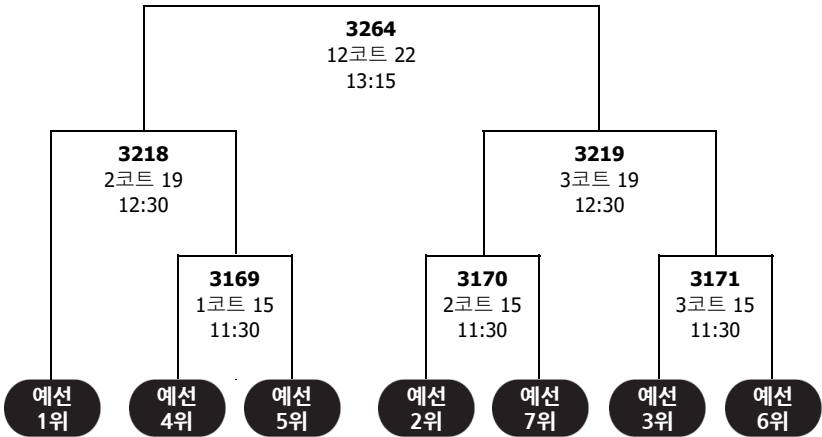 3264
12코트 22
13:15
3218
2코트 19
12:30
3219
3코트 19
12:30
3169
1코트 15
11:30
3170
2코트 15
11:30
3171
3코트 15
11:30
예선
1위
예선
4위
예선
5위
예선
2위
예선
7위
예선
3위
예선
6위